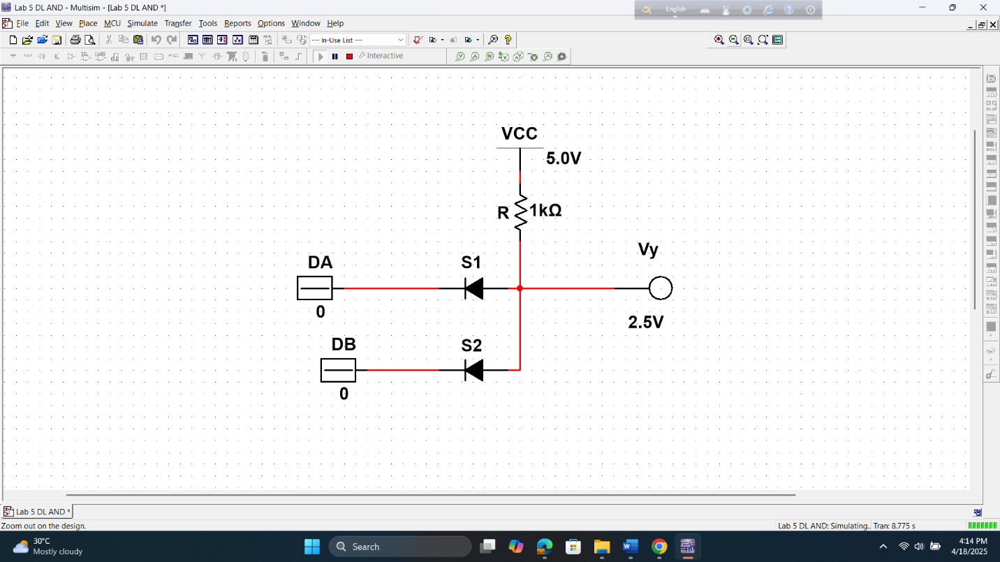 Lab 5 DL AND - Multisim - [Lab 5 DL AND *]
English
File Edit View Place MCU Simulate Transfer Tools Reports Options Window Help
--- In-Use List ---
Interactive
VCC
5.0V
R 1kΩ
Vy
DA S1
0
2.5V
DB S2
0
Lab 5 DL AND *
Zoom out on the design.
Lab 5 DL AND: Simulating.. Tran: 8.775 s
30°C
Mostly cloudy
Search
4:14 PM
4/18/2025